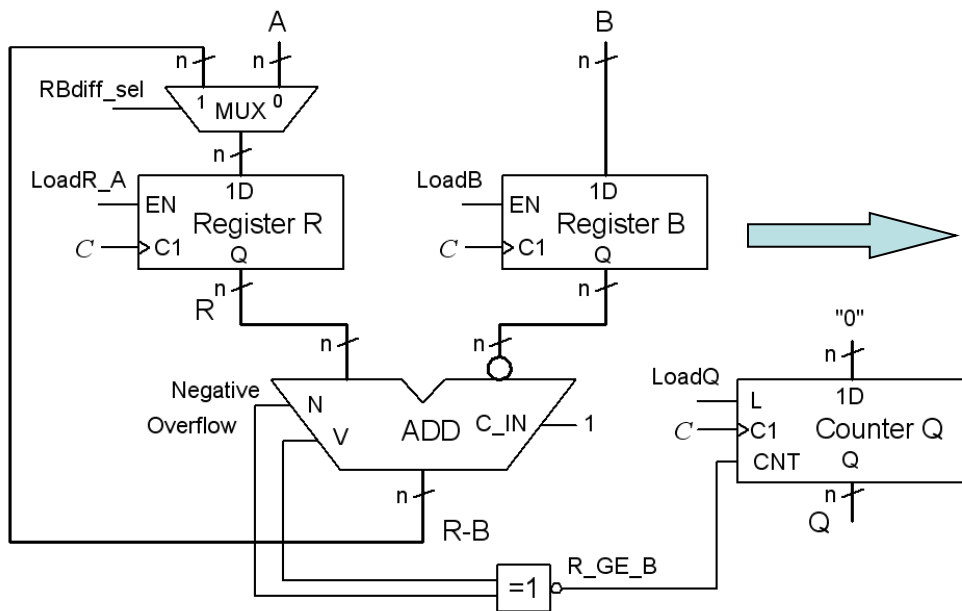 A
B
n
n
n
RBdiff_sel
1
0
MUX
n
LoadR_A
1D
EN
Register R
C
C1
Q
LoadB
1D
EN
Register B
C
C1
Q
n
R
n
n
n
"0"
n
LoadQ
L
1D
C
C1
Counter Q
CNT
Q
n
Q
Negative
N
Overflow
V
ADD
C_IN
1
n
R-B
=1
R_GE_B